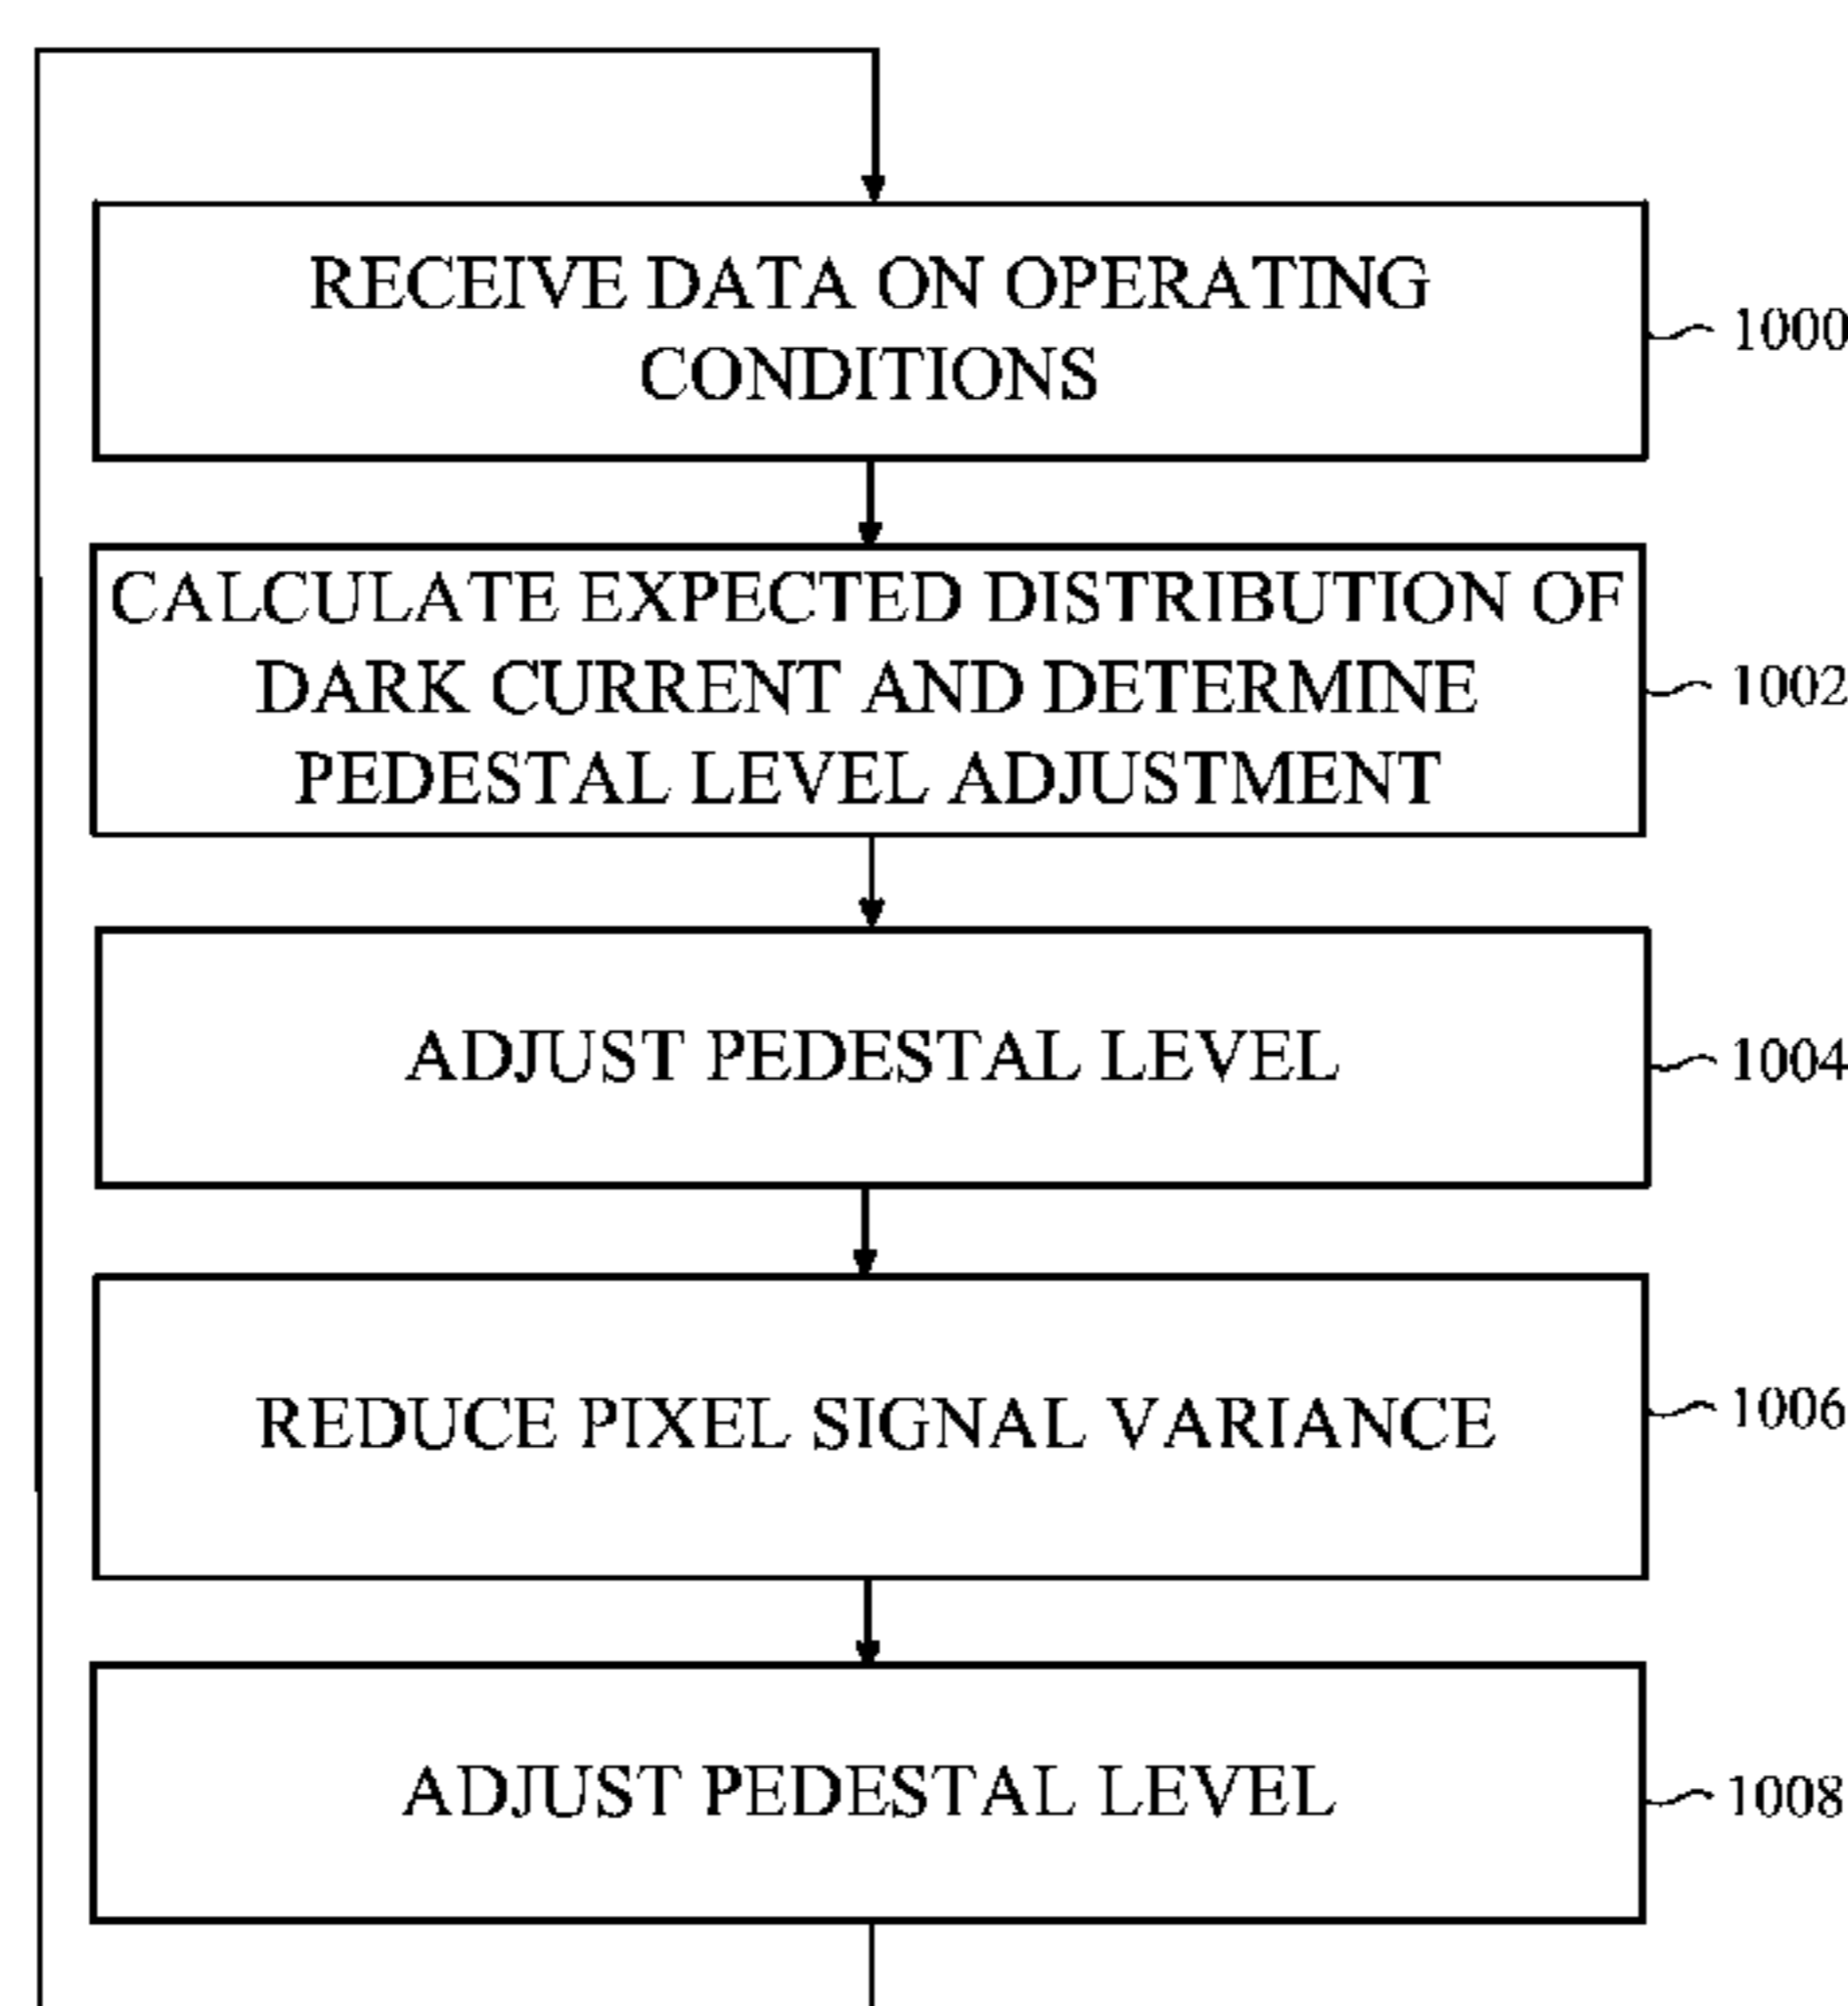 RECEIVE DATA ON OPERATING
CONDITIONS
1000
CALCULATE EXPECTED DISTRIBUTION OF
DARK CURRENT AND DETERMINE
PEDESTAL LEVEL ADJUSTMENT
1002
ADJUST PEDESTAL LEVEL
1004
REDUCE PIXEL SIGNAL VARIANCE
1006
ADJUST PEDESTAL LEVEL
1008